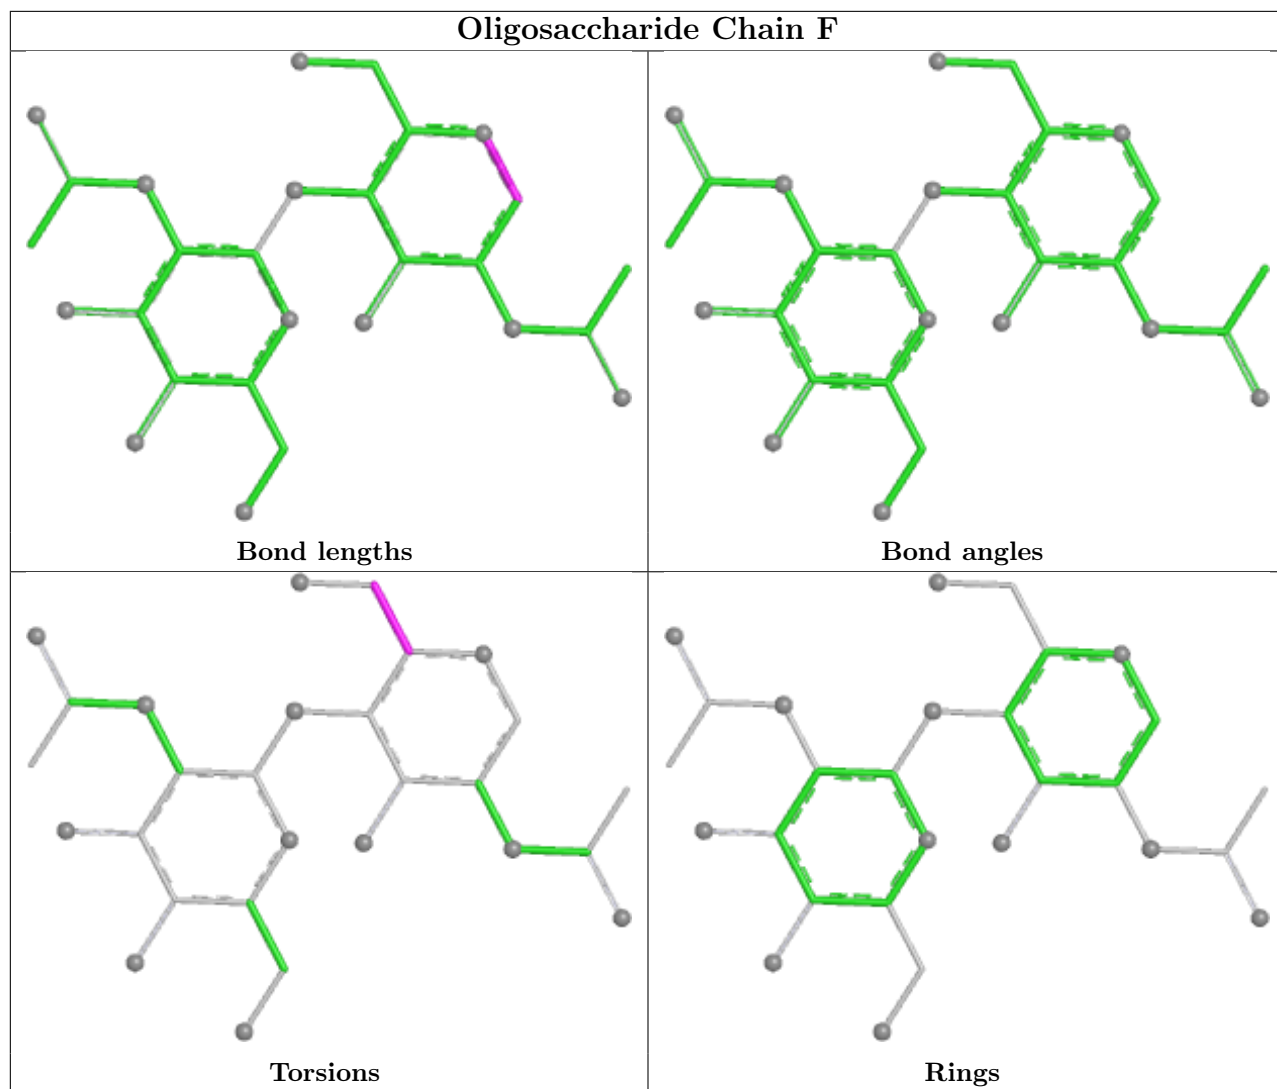 Oligosaccharide Chain F
Bond lengths
Bond angles
Torsions
Rings